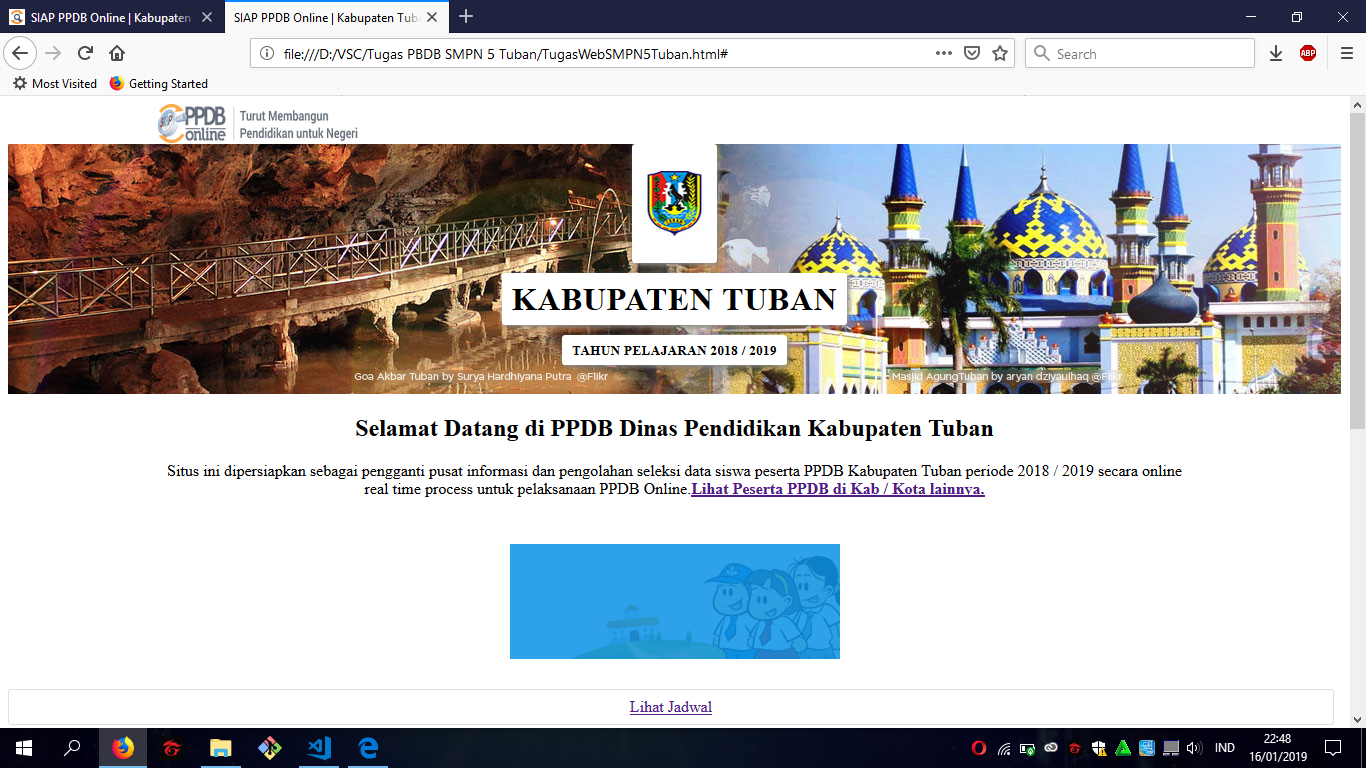 SIAP PPDB Online | Kabupaten
SIAP PPDB Online | Kabupaten Tub
file:///D:/VSC/Tugas PBDB SMPN 5 Tuban/TugasWebSMPN5Tuban.html#
Search
ABP
Most Visited
Getting Started
PPDB online
Turut Membangun
Pendidikan untuk Negeri
KABUPATEN TUBAN
TAHUN PELAJARAN 2018 / 2019
Goa Akbar Tuban by Surya Hardhiyana Putra @Flikr
Masjid AgungTuban by aryan dziyaulhaq @Flikr
Selamat Datang di PPDB Dinas Pendidikan Kabupaten Tuban
Situs ini dipersiapkan sebagai pengganti pusat informasi dan pengolahan seleksi data siswa peserta PPDB Kabupaten Tuban periode 2018 / 2019 secara online
real time process untuk pelaksanaan PPDB Online.Lihat Peserta PPDB di Kab / Kota lainnya.
Lihat Jadwal
IND
22:48
16/01/2019